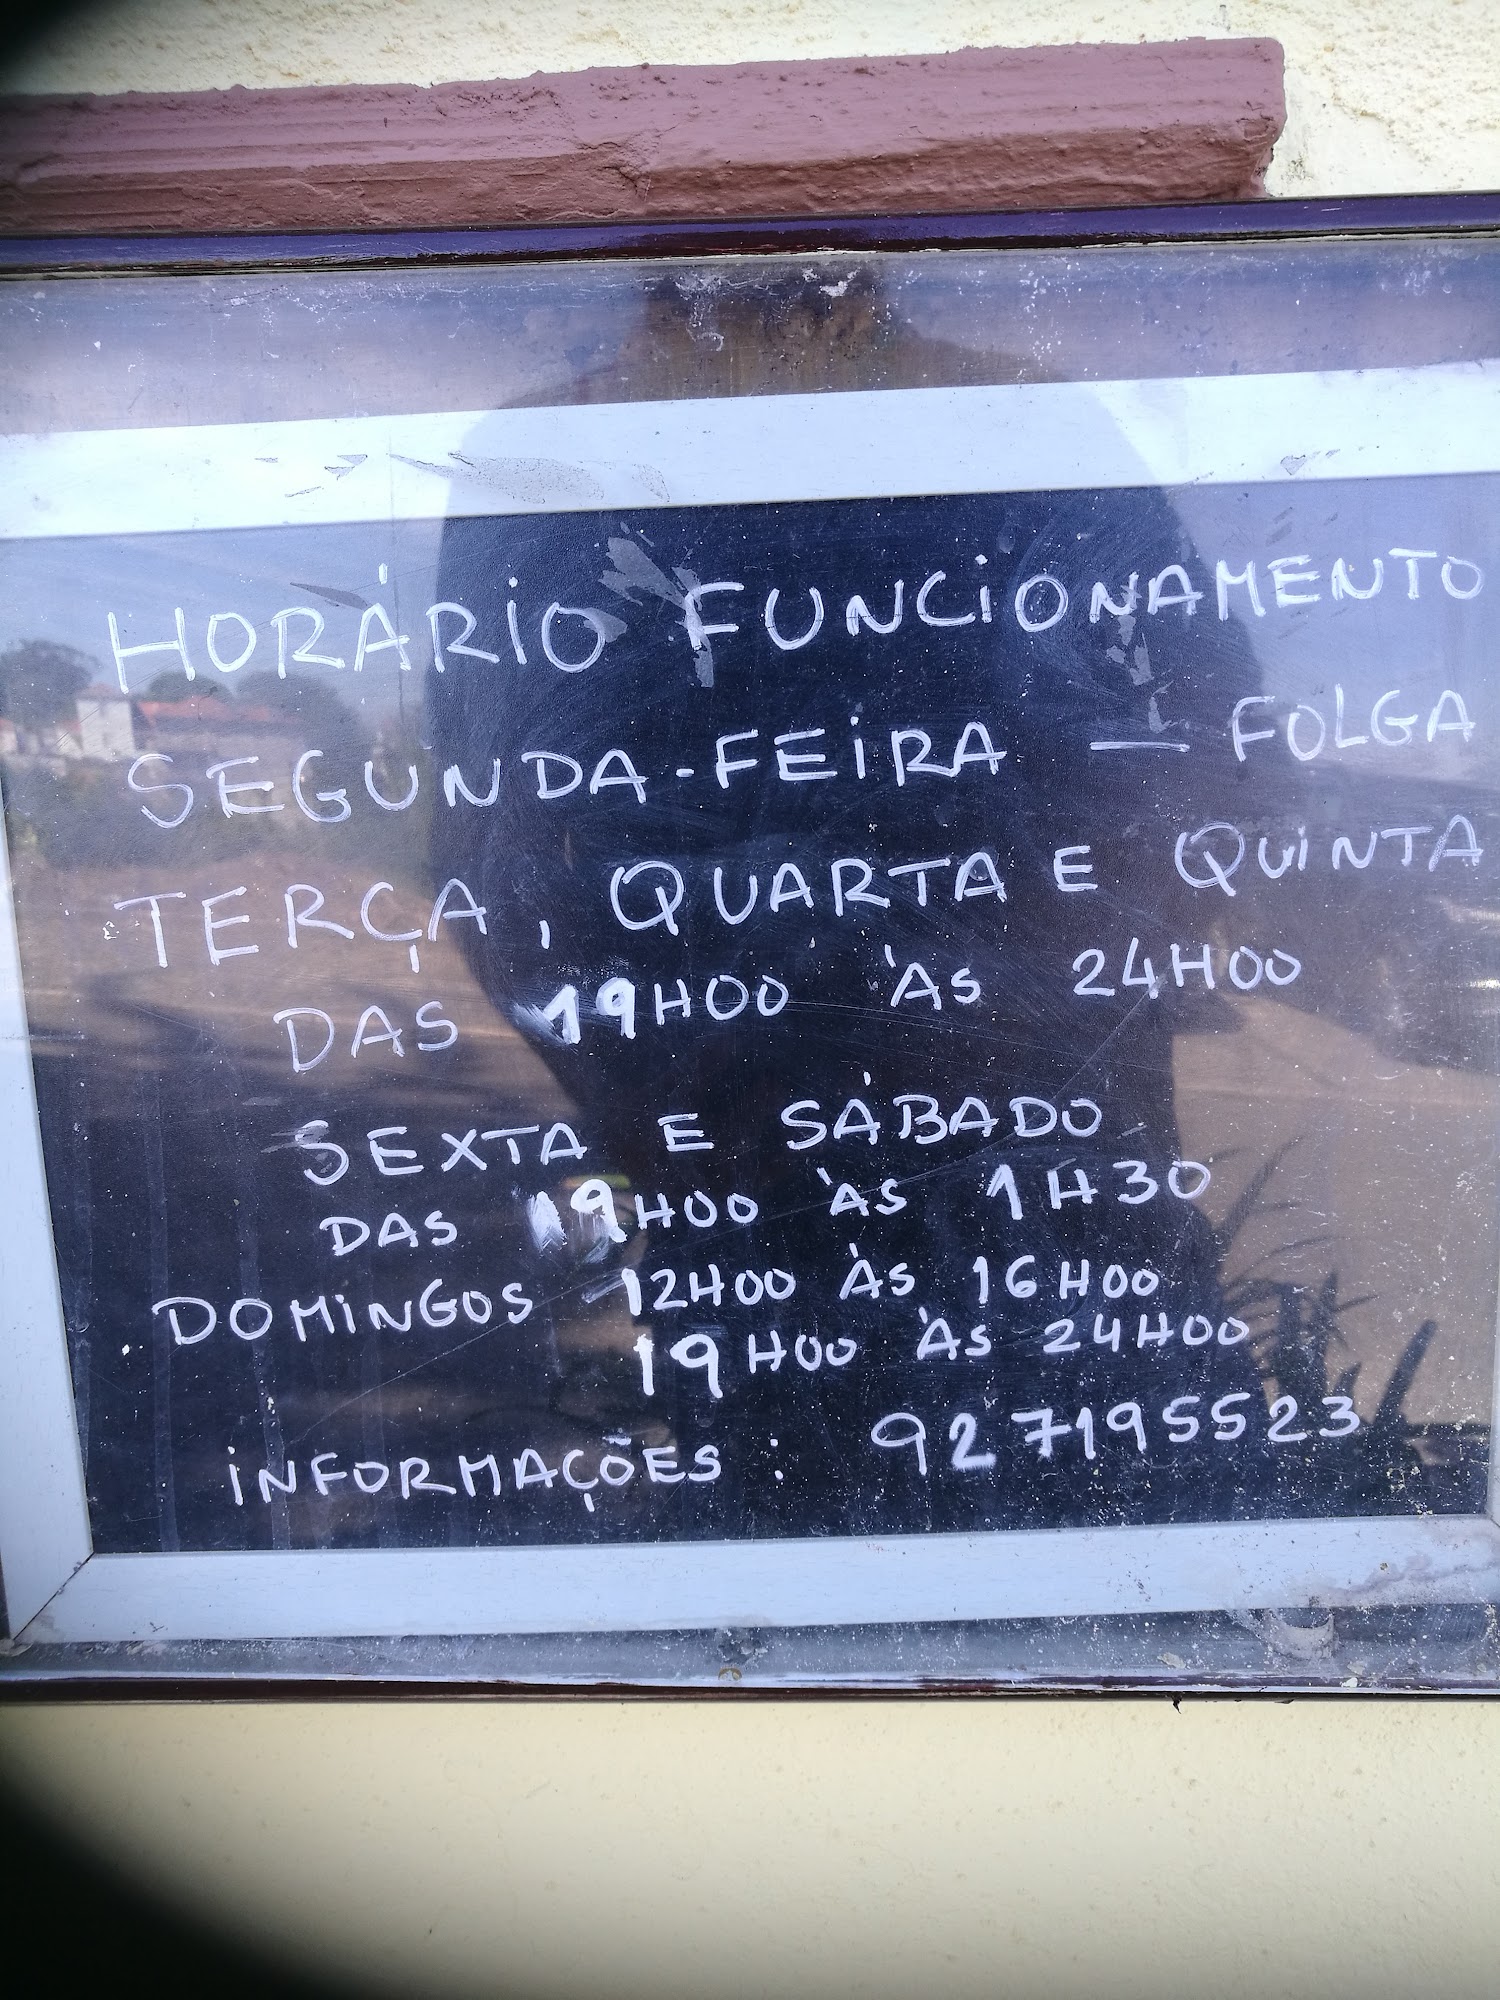 HORÁRIO FUNCIONAMENTO
SEGUNDA-FEIRA — FOLGA
TERÇA, QUARTA E QUINTA
DAS 19H00 ÀS 24H00
SEXTA E SÁBADO
DAS 19H00 ÀS 1H30
DOMINGOS 12H00 ÀS 16H00
19H00 ÀS 24H00
INFORMAÇÕES : 927195523